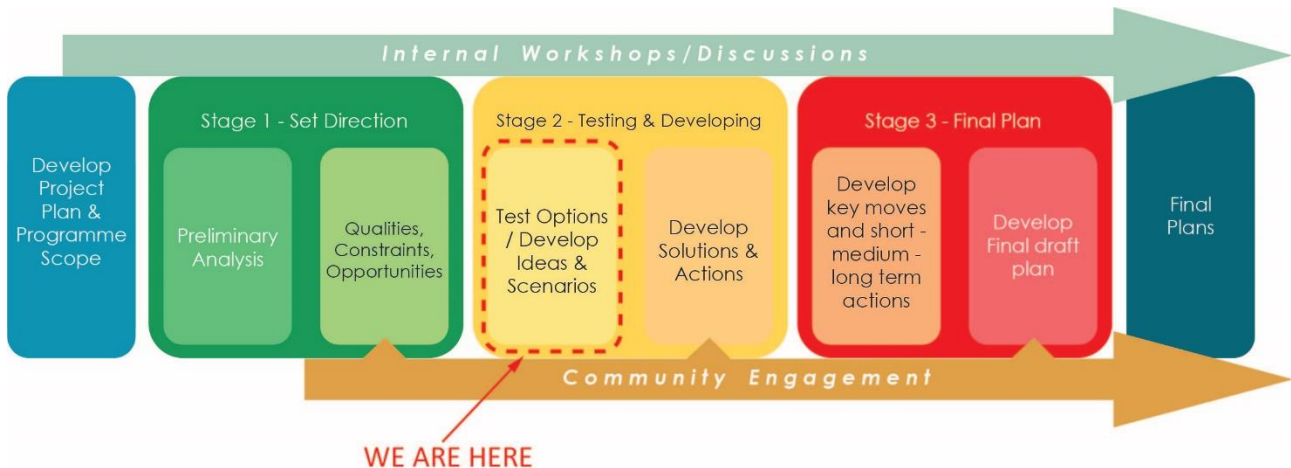 Internal Workshops/Discussions
Develop
Project
Plan &
Programme
Scope
Stage 1 - Set Direction
Preliminary
Analysis
Qualities,
Constraints,
Opportunities
Stage 2 - Testing & Developing
Test Options
/ Develop
Ideas &
Scenarios
Develop
Solutions &
Actions
Stage 3 - Final Plan
Develop
key moves
and short -
medium -
long term
actions
Develop
Final draft
plan
Final
Plans
Community Engagement
WE ARE HERE